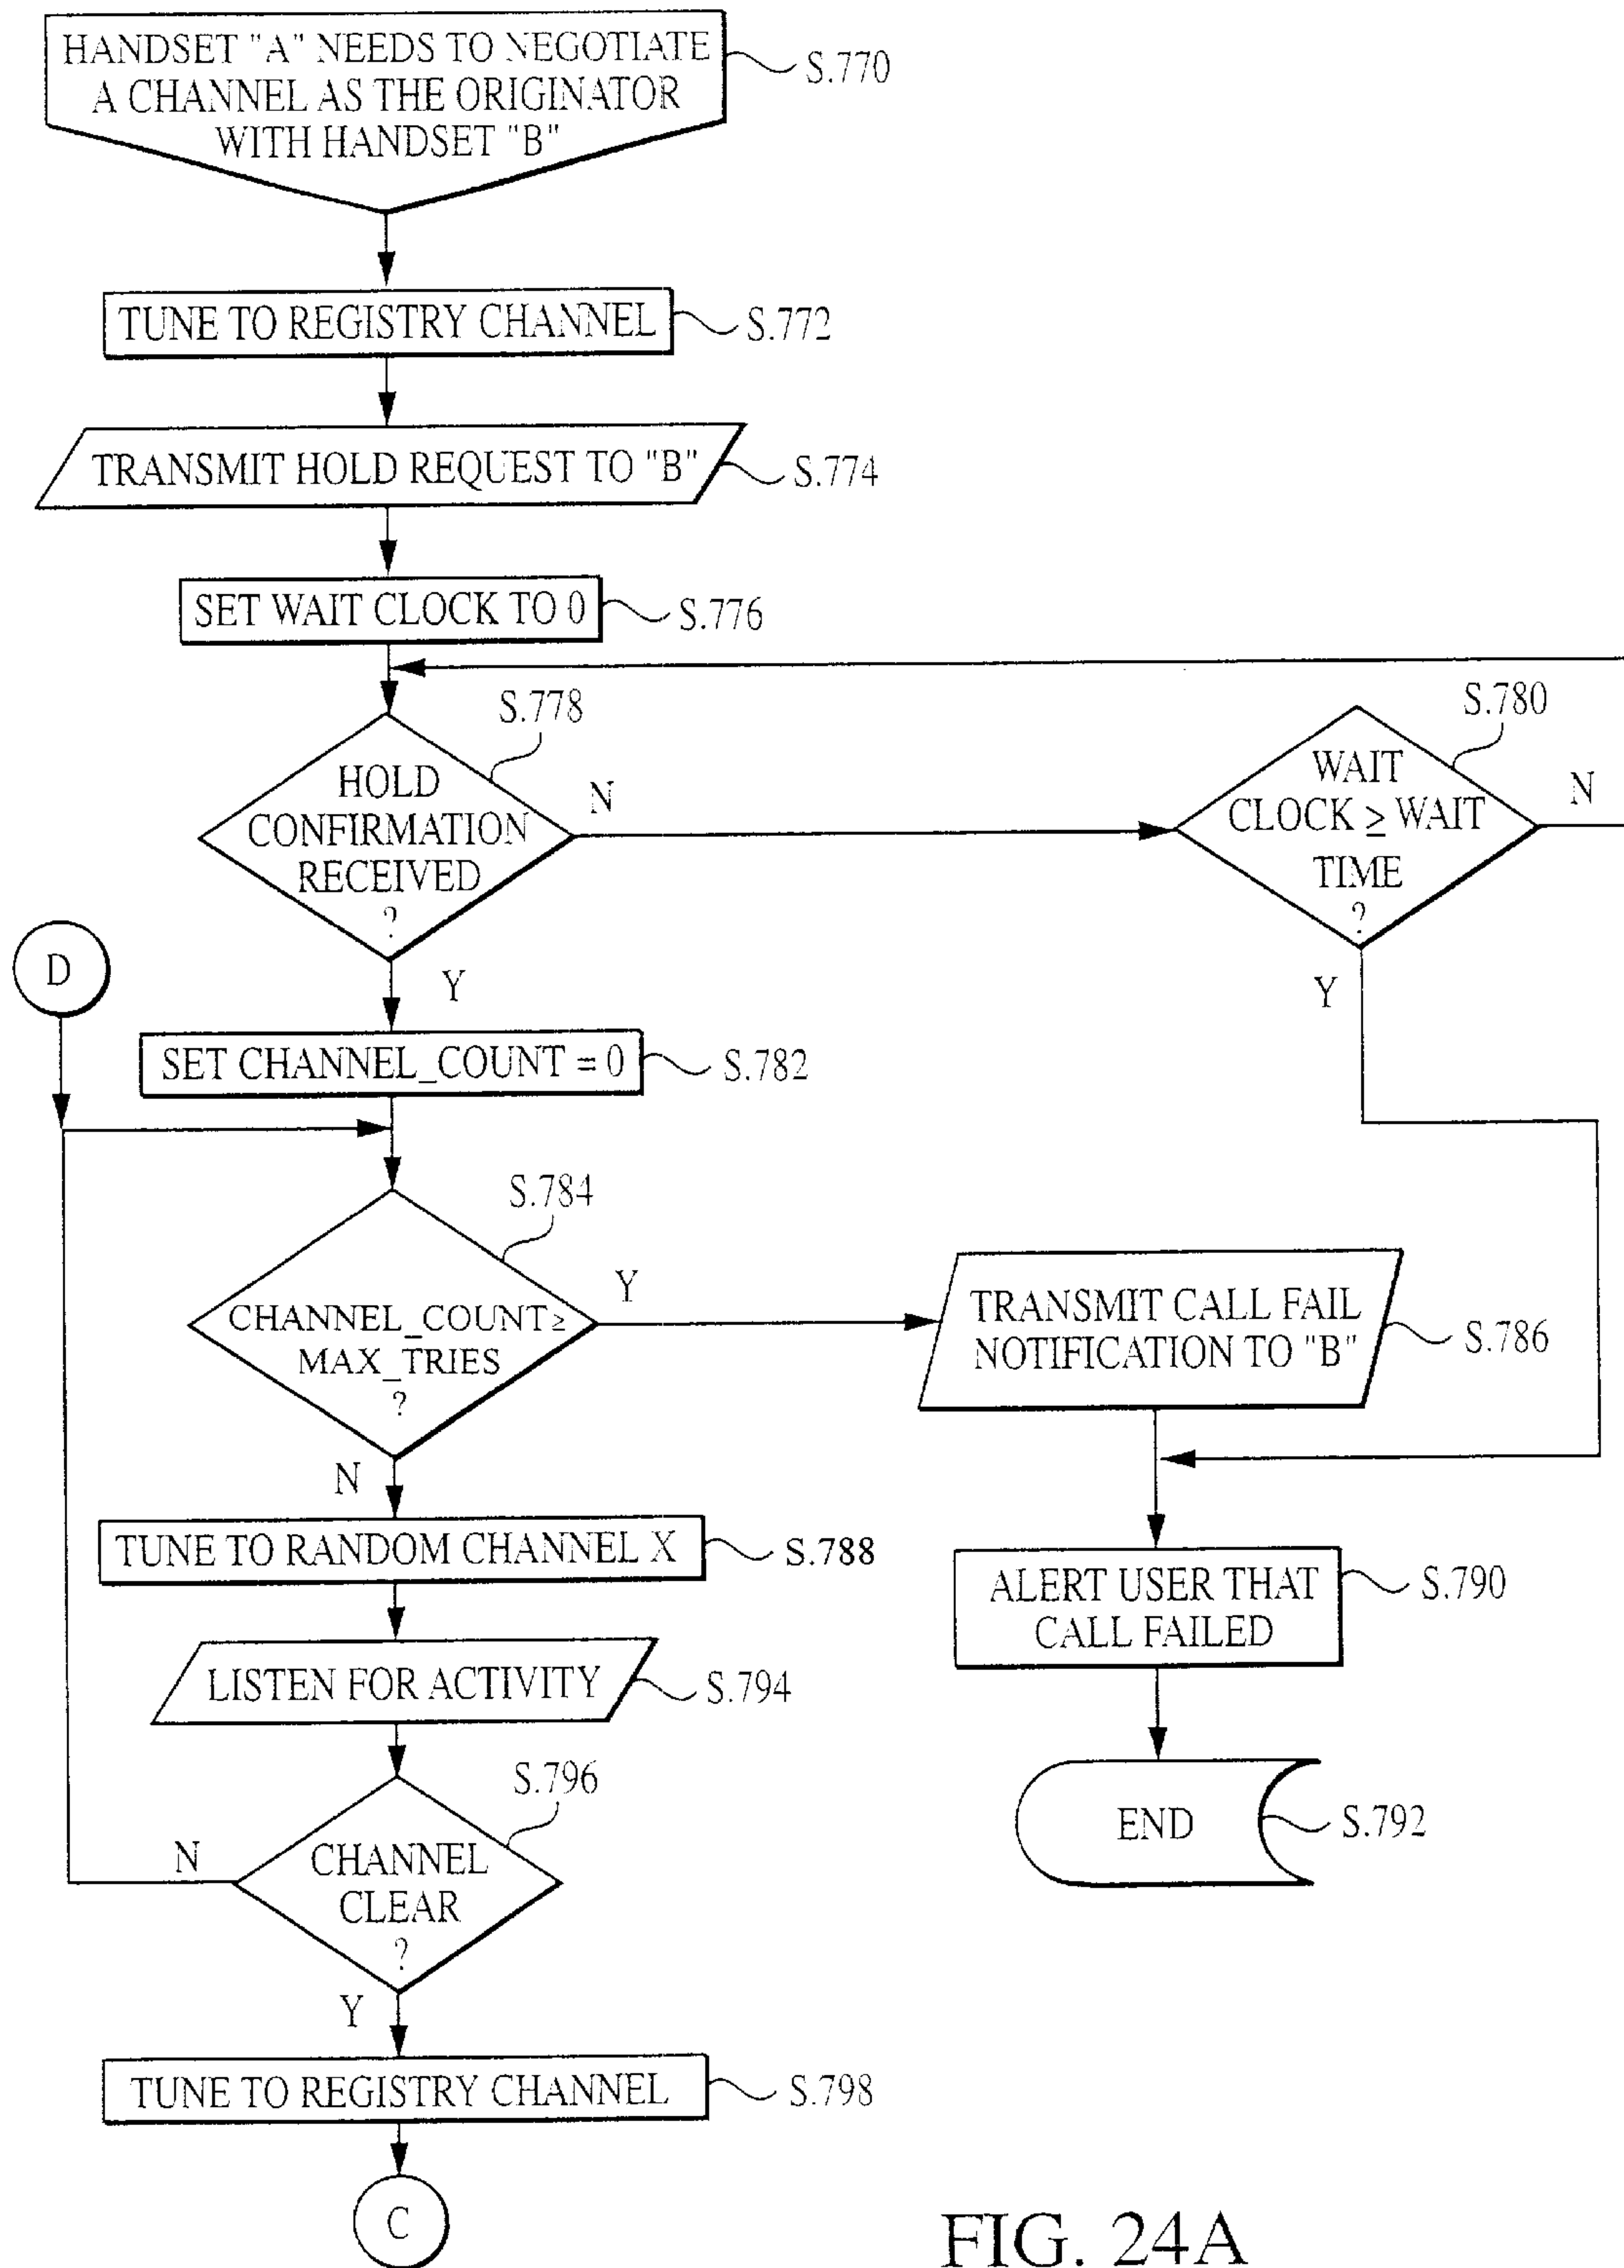 HANDSET "A" NEEDS TO NEGOTIATE
A CHANNEL AS THE ORIGINATOR
WITH HANDSET "B"
S.770
TUNE TO REGISTRY CHANNEL
S.772
TRANSMIT HOLD REQUEST TO "B"
S.774
SET WAIT CLOCK TO 0
S.776
S.778
HOLD
CONFIRMATION
RECEIVED
?
N
Y
S.780
WAIT
CLOCK ≥ WAIT
TIME
?
N
Y
D
SET CHANNEL_COUNT = 0
S.782
S.784
CHANNEL_COUNT ≥
MAX_TRIES
?
Y
N
TRANSMIT CALL FAIL
NOTIFICATION TO "B"
S.786
TUNE TO RANDOM CHANNEL X
S.788
ALERT USER THAT
CALL FAILED
S.790
LISTEN FOR ACTIVITY
S.794
S.796
CHANNEL
CLEAR
?
N
Y
END
S.792
TUNE TO REGISTRY CHANNEL
S.798
C
FIG. 24A